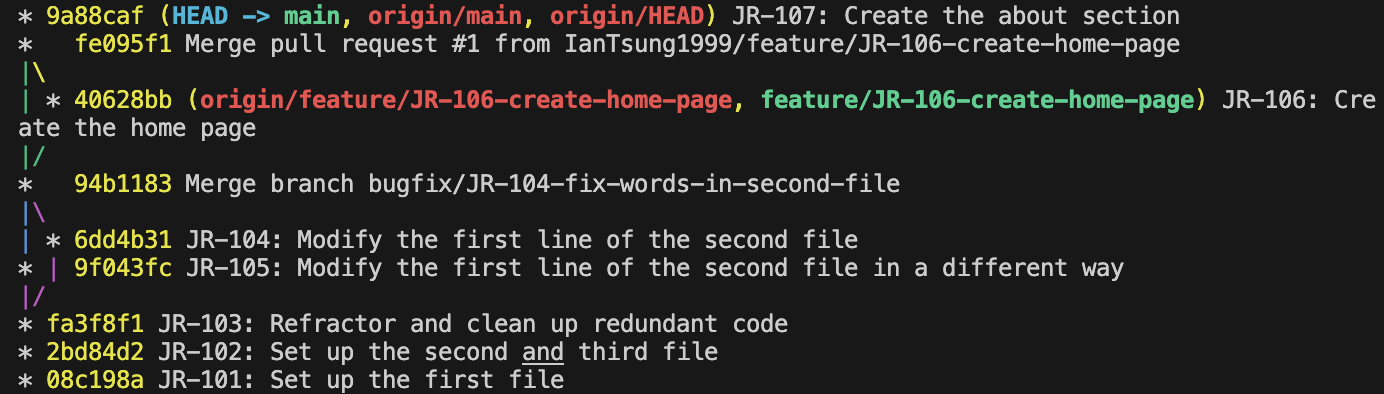 * 9a88caf (HEAD -> main, origin/main, origin/HEAD) JR-107: Create the about section
*   fe095f1 Merge pull request #1 from IanTsung1999/feature/JR-106-create-home-page
|\
| * 40628bb (origin/feature/JR-106-create-home-page, feature/JR-106-create-home-page) JR-106: Cre
ate the home page
|/
*   94b1183 Merge branch bugfix/JR-104-fix-words-in-second-file
|\
| * 6dd4b31 JR-104: Modify the first line of the second file
* | 9f043fc JR-105: Modify the first line of the second file in a different way
|/
* fa3f8f1 JR-103: Refractor and clean up redundant code
* 2bd84d2 JR-102: Set up the second and third file
* 08c198a JR-101: Set up the first file